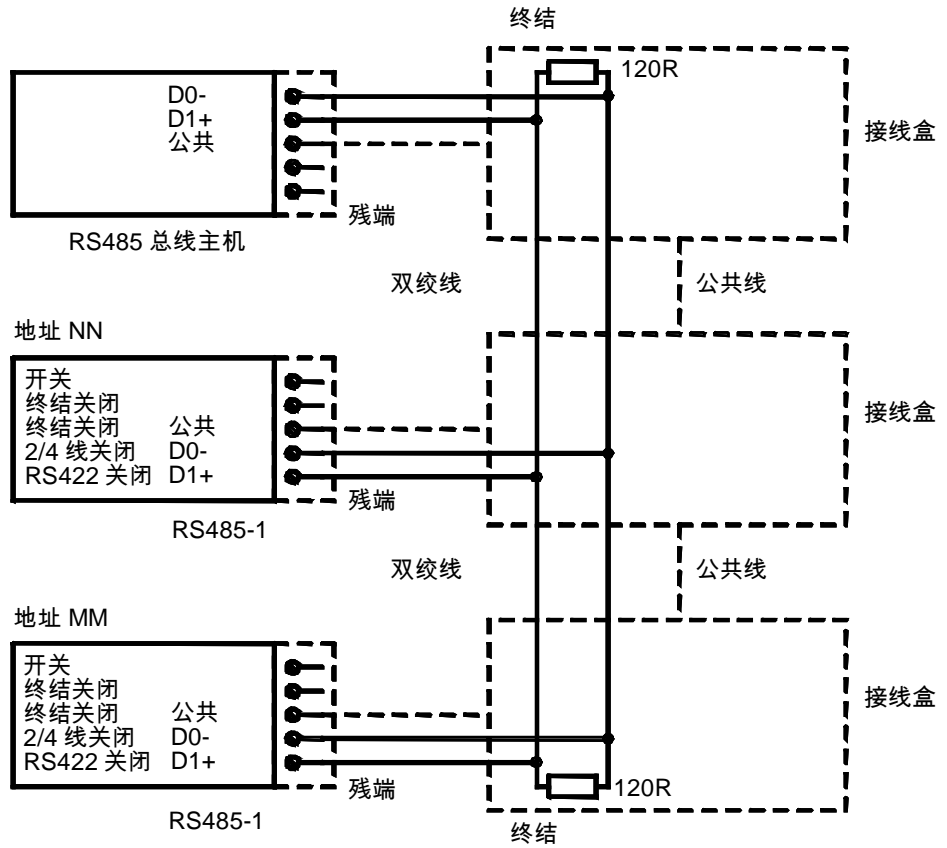 终结
120R
D0-
D1+
公共
接线盒
残端
RS485 总线主机
双绞线
公共线
地址 NN
开关
终结关闭
终结关闭 公共
2/4 线关闭 D0-
RS422 关闭 D1+
接线盒
残端
RS485-1
双绞线
公共线
地址 MM
开关
终结关闭
终结关闭 公共
2/4 线关闭 D0-
RS422 关闭 D1+
接线盒
残端
120R
RS485-1
终结